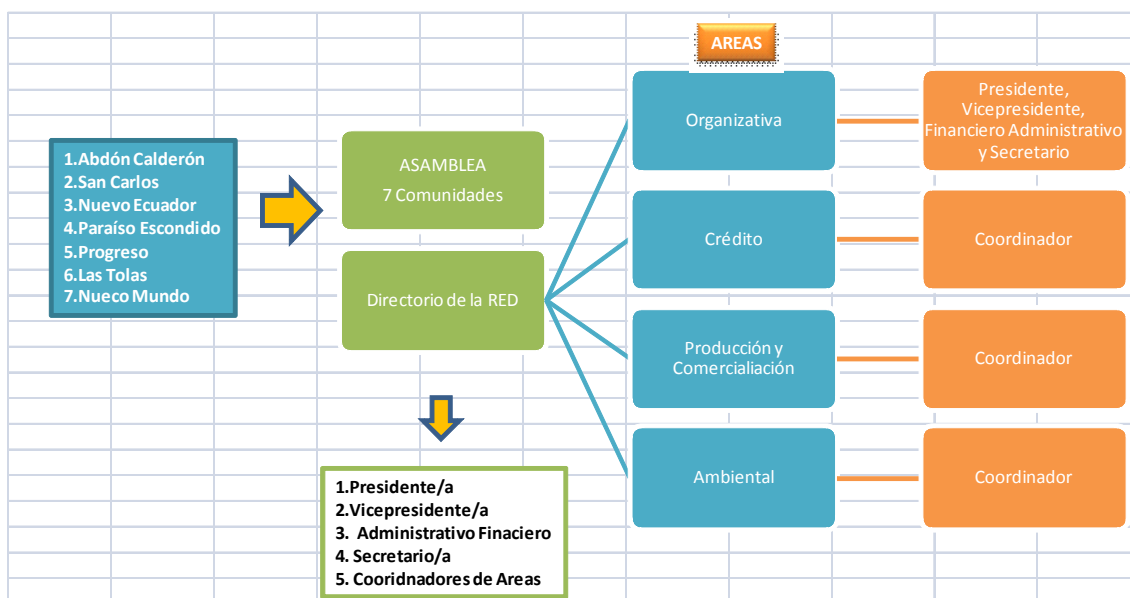 AREAS
1.Abdón Calderón
2.San Carlos
3.Nuevo Ecuador
4.Paraíso Escondido
5.Progreso
6.Las Tolas
7.Nueco Mundo
ASAMBLEA
7 Comunidades
Directorio de la RED
1.Presidente/a
2.Vicepresidente/a
3. Administrativo Finaciero
4. Secretario/a
5. Cooridnadores de Areas
Organizativa
Presidente,
Vicepresidente,
Financiero Administrativo
y Secretario
Crédito
Coordinador
Producción y
Comercialiación
Coordinador
Ambiental
Coordinador